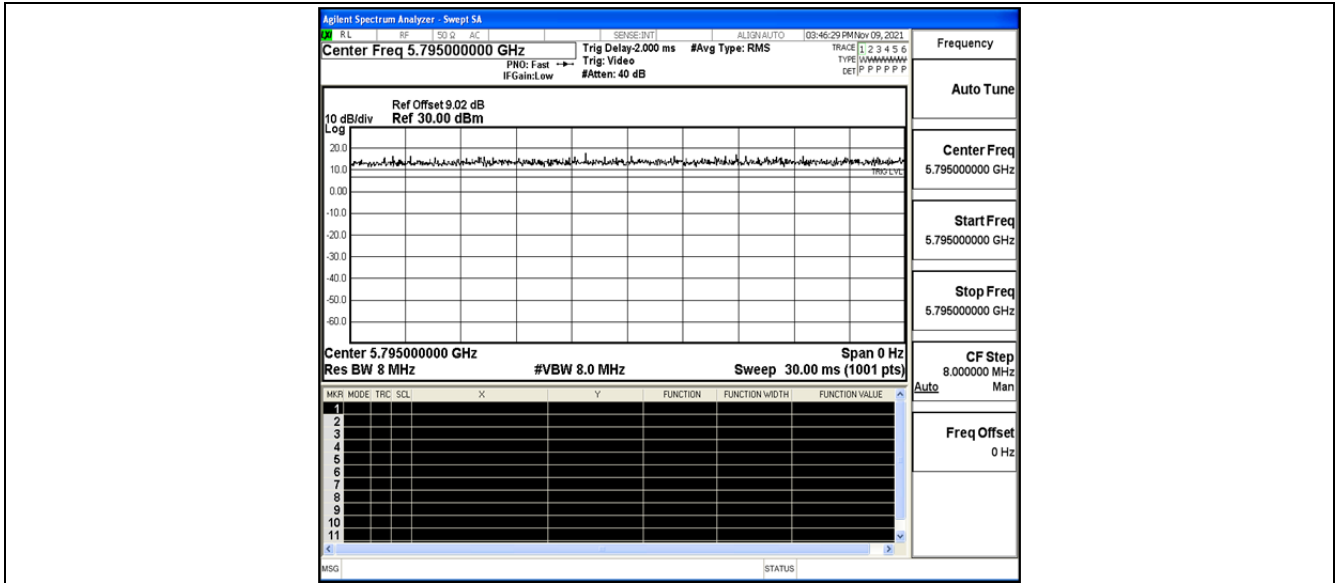 Agilent Spectrum Analyzer - Swept SA
LXI RL RF 50 Ω AC SENSE:INT ALIGN AUTO 03:46:29 PM Nov 09, 2021
Center Freq 5.795000000 GHz Trig Delay-2.000 ms #Avg Type: RMS TRACE 1 2 3 4 5 6
PNO: Fast Trig: Video TYPE WWWWWW
IFGain:Low #Atten: 40 dB DET P P P P P P
Ref Offset 9.02 dB
10 dB/div Ref 30.00 dBm
Log
20.0
10.0
TRIG LVL
0.00
-10.0
-20.0
-30.0
-40.0
-50.0
-60.0
Center 5.795000000 GHz Span 0 Hz
Res BW 8 MHz #VBW 8.0 MHz Sweep 30.00 ms (1001 pts)
MKR MODE TRC SCL X Y FUNCTION FUNCTION WIDTH FUNCTION VALUE
1
2
3
4
5
6
7
8
9
10
11
MSG STATUS
Frequency
Auto Tune
Center Freq
5.795000000 GHz
Start Freq
5.795000000 GHz
Stop Freq
5.795000000 GHz
CF Step
8.000000 MHz
Auto Man
Freq Offset
0 Hz